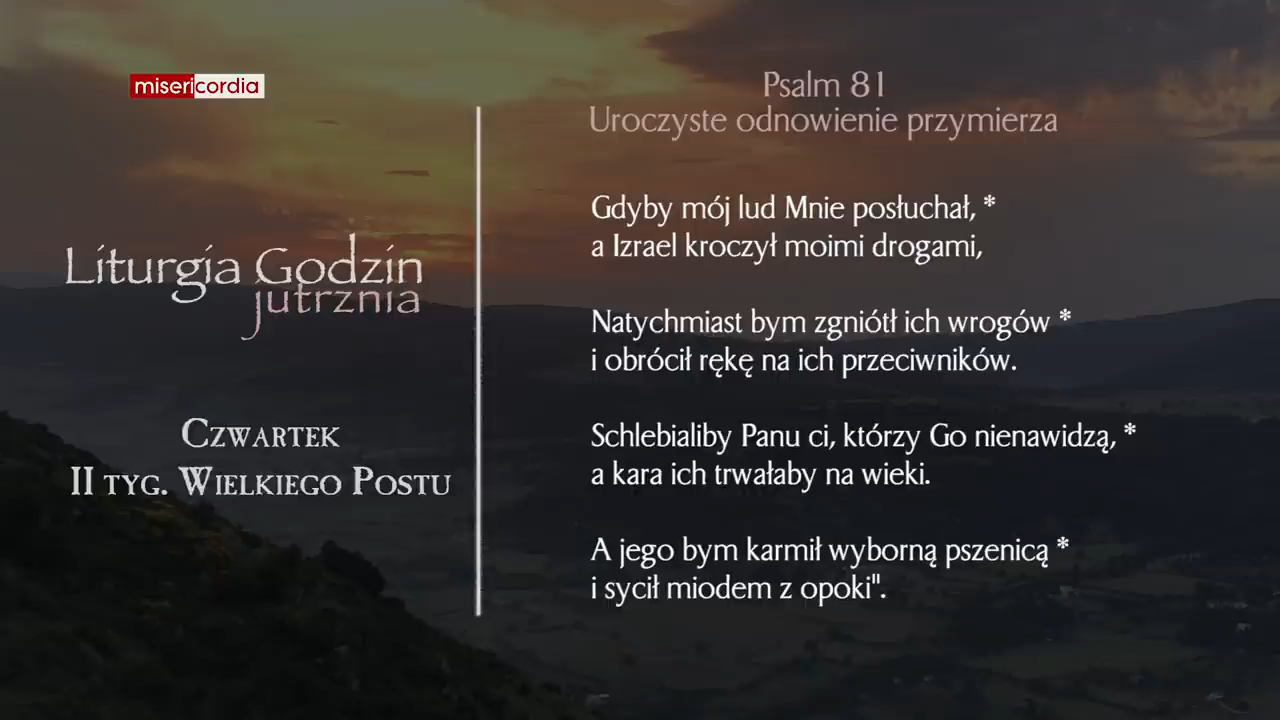 misericordia
Liturgia Godzin
jutrznia
Czwartek
II tyg. Wielkiego Postu
Psalm 81
Uroczyste odnowienie przymierza
Gdyby mój lud Mnie posłuchał, *
a Izrael kroczył moimi drogami,
Natychmiast bym zgniótł ich wrogów *
i obrócił rękę na ich przeciwników.
Schlebialiby Panu ci, którzy Go nienawidzą, *
a kara ich trwałaby na wieki.
A jego bym karmił wyborną pszenicą *
i sycił miodem z opoki".